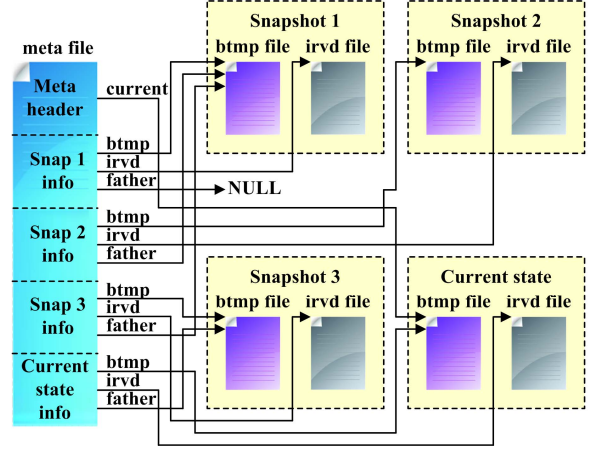 meta file
Meta
header
current
Snap 1
info
btmp
irvd
father
NULL
Snap 2
info
btmp
irvd
father
Snap 3
info
btmp
irvd
father
Current
state
info
btmp
irvd
father
Snapshot 1
btmp file irvd file
Snapshot 2
btmp file irvd file
Snapshot 3
btmp file irvd file
Current state
btmp file irvd file